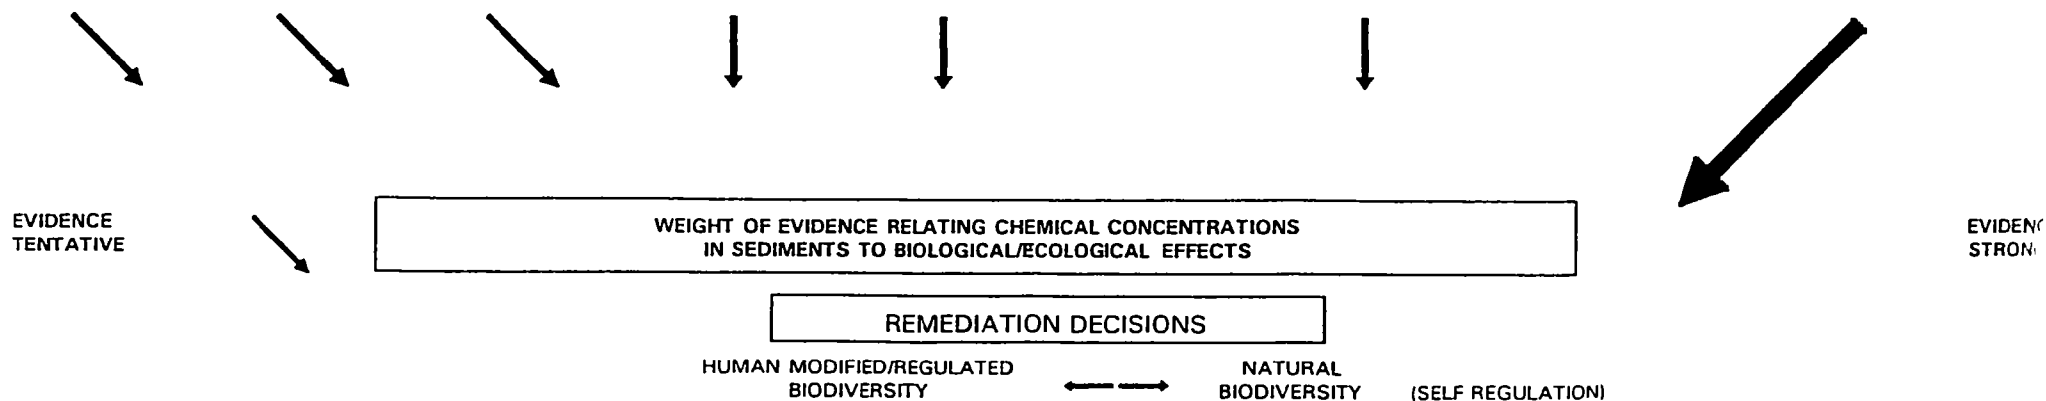 EVIDENCE
TENTATIVE
WEIGHT OF EVIDENCE RELATING CHEMICAL CONCENTRATIONS
IN SEDIMENTS TO BIOLOGICAL/ECOLOGICAL EFFECTS
REMEDIATION DECISIONS
HUMAN MODIFIED/REGULATED
BIODIVERSITY
NATURAL
BIODIVERSITY (SELF REGULATION)